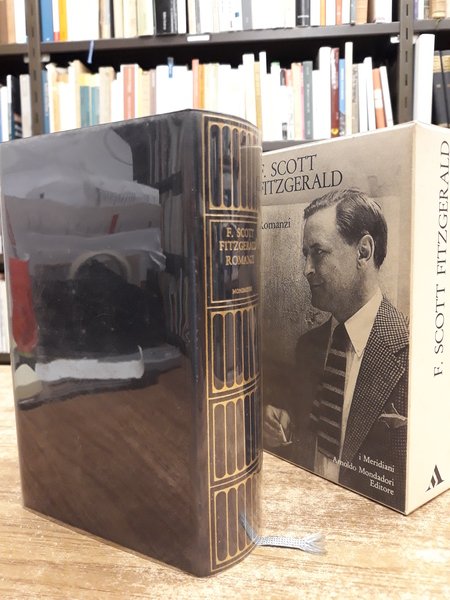 F. SCOTT
FITZGERALD
ROMANZI
MONDADORI
F. SCOTT
FITZGERALD
Romanzi
i Meridiani
Arnoldo Mondadori
Editore
F. SCOTT FITZGERALD
M